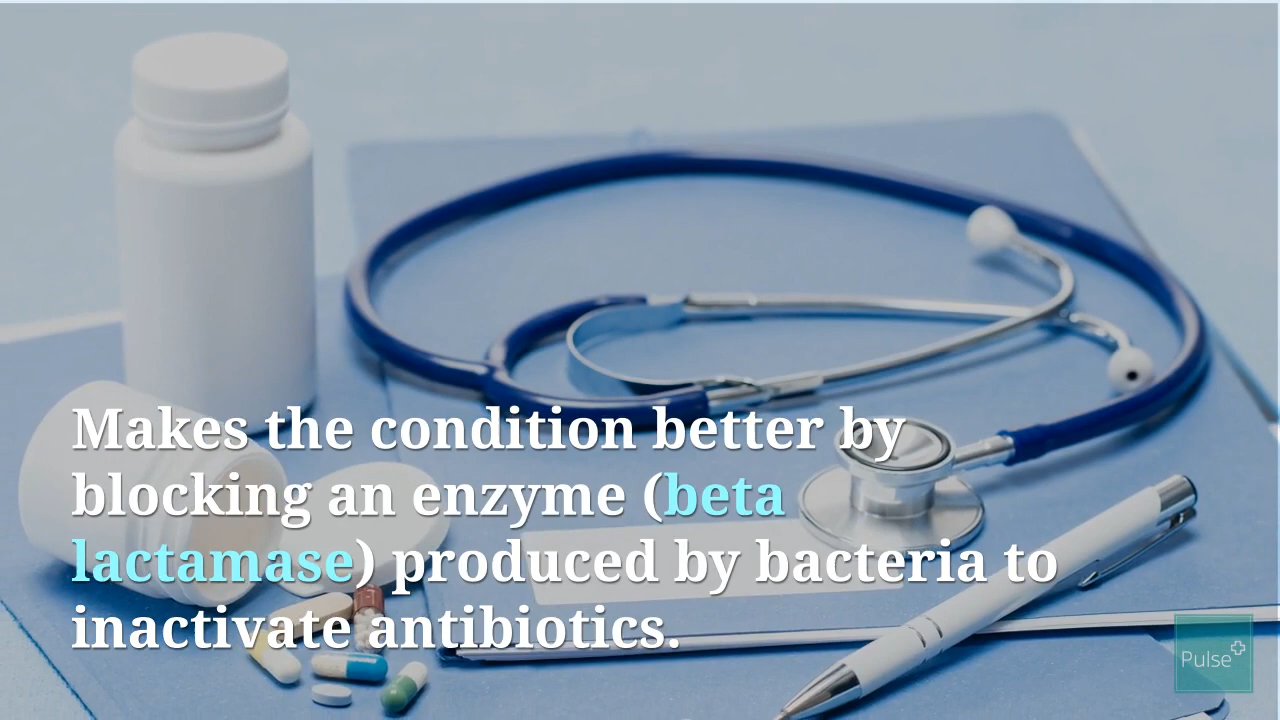 Makes the condition better by
blocking an enzyme (beta
lactamase) produced by bacteria to
inactivate antibiotics.
Pulse